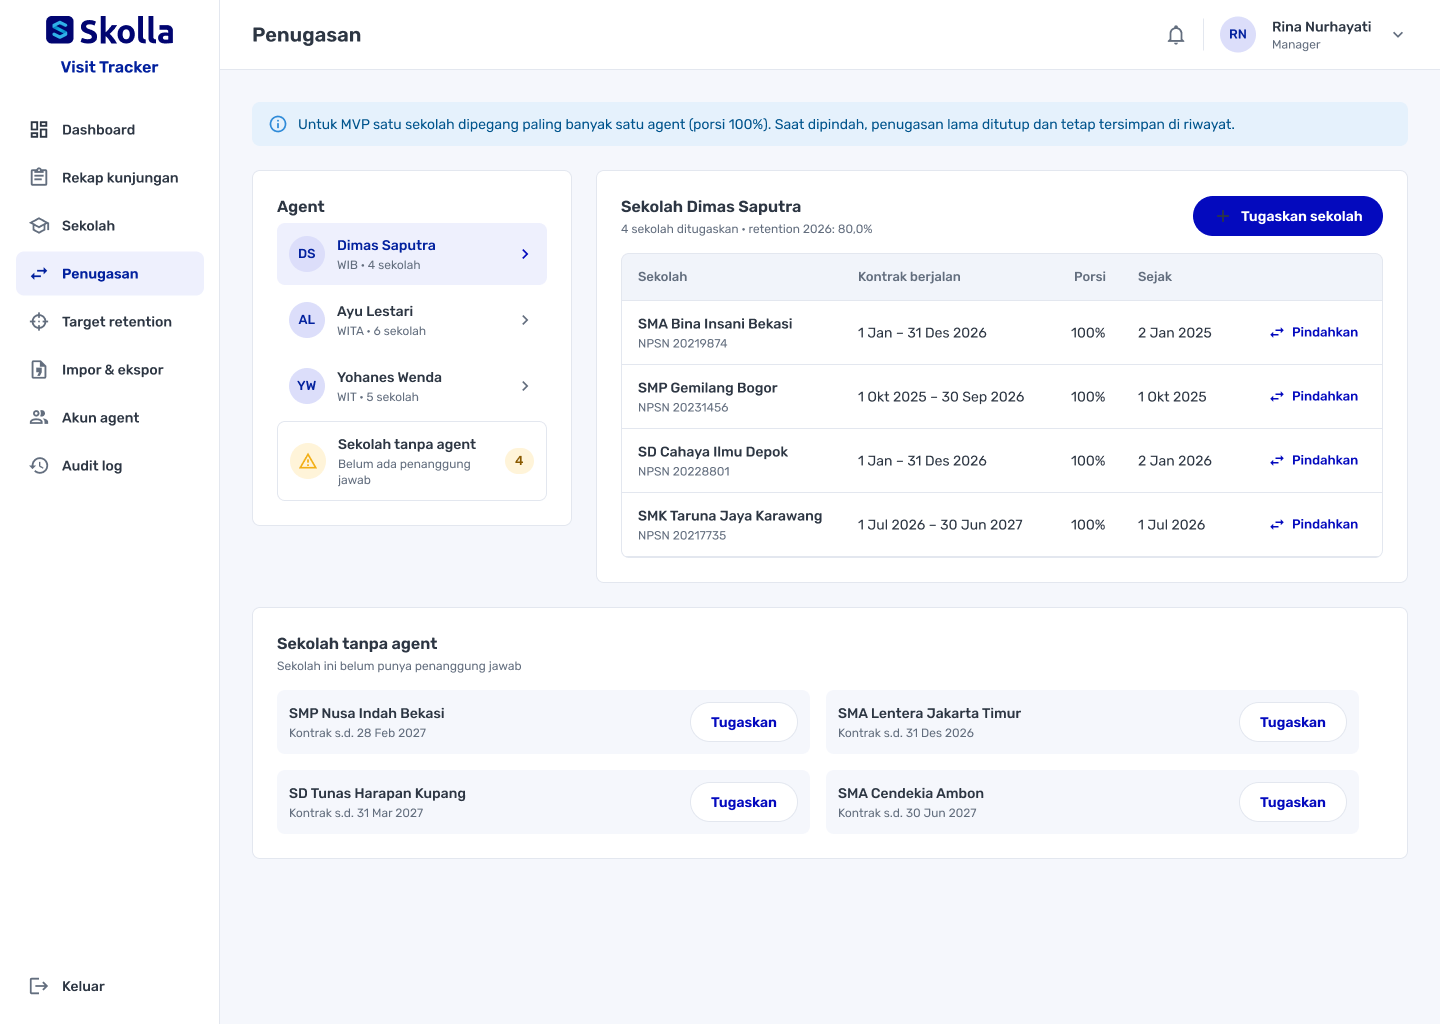 Skolla
Visit Tracker
Dashboard
Rekap kunjungan
Sekolah
Penugasan
Target retention
Impor & ekspor
Akun agent
Audit log
Keluar
Penugasan
RN
Rina Nurhayati
Manager
Untuk MVP satu sekolah dipegang paling banyak satu agent (porsi 100%). Saat dipindah, penugasan lama ditutup dan tetap tersimpan di riwayat.
Agent
DS
Dimas Saputra
WIB • 4 sekolah
AL
Ayu Lestari
WITA • 6 sekolah
YW
Yohanes Wenda
WIT • 5 sekolah
Sekolah tanpa agent
Belum ada penanggung
jawab
4
Sekolah Dimas Saputra
4 sekolah ditugaskan • retention 2026: 80,0%
Tugaskan sekolah
Sekolah Kontrak berjalan Porsi Sejak
SMA Bina Insani Bekasi
NPSN 20219874
1 Jan – 31 Des 2026 100% 2 Jan 2025 Pindahkan
SMP Gemilang Bogor
NPSN 20231456
1 Okt 2025 – 30 Sep 2026 100% 1 Okt 2025 Pindahkan
SD Cahaya Ilmu Depok
NPSN 20228801
1 Jan – 31 Des 2026 100% 2 Jan 2026 Pindahkan
SMK Taruna Jaya Karawang
NPSN 20217735
1 Jul 2026 – 30 Jun 2027 100% 1 Jul 2026 Pindahkan
Sekolah tanpa agent
Sekolah ini belum punya penanggung jawab
SMP Nusa Indah Bekasi
Kontrak s.d. 28 Feb 2027
Tugaskan
SMA Lentera Jakarta Timur
Kontrak s.d. 31 Des 2026
Tugaskan
SD Tunas Harapan Kupang
Kontrak s.d. 31 Mar 2027
Tugaskan
SMA Cendekia Ambon
Kontrak s.d. 30 Jun 2027
Tugaskan